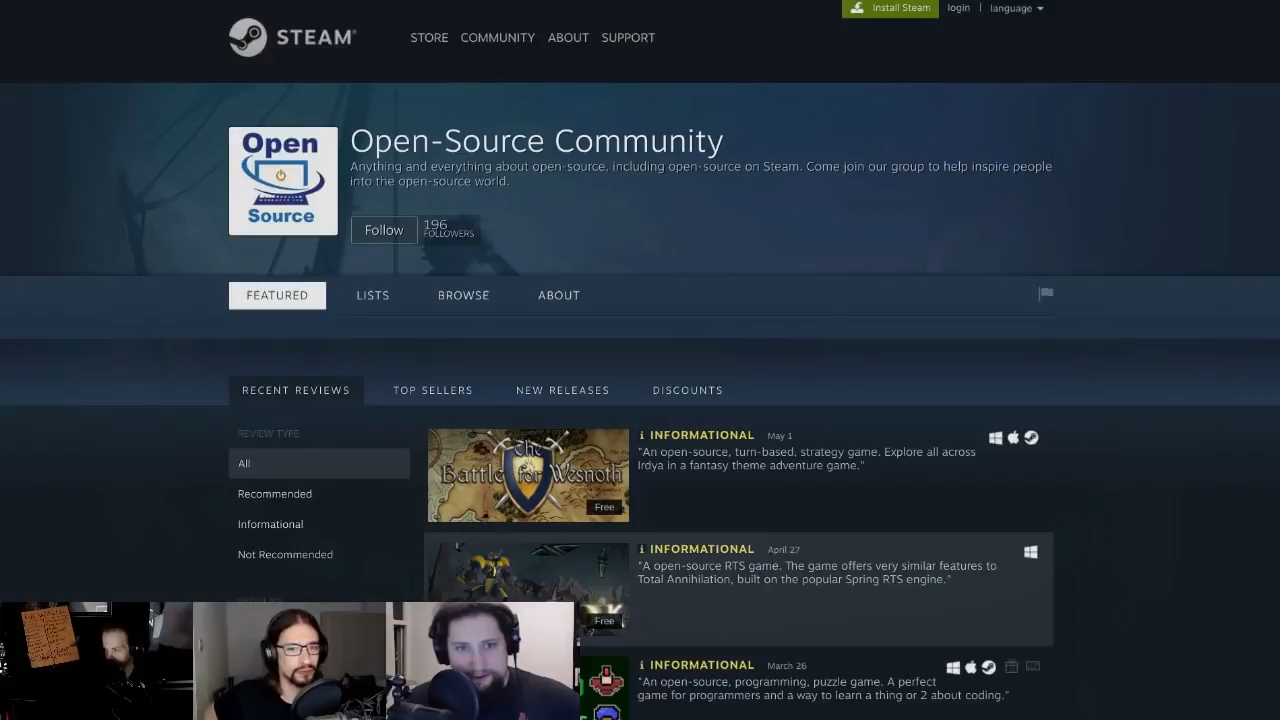 Install Steam
login
language
STEAM
STORE
COMMUNITY
ABOUT
SUPPORT
Open
Source
Open-Source Community
Anything and everything about open-source, including open-source on Steam. Come join our group to help inspire people
into the open-source world.
Follow
196
FOLLOWERS
FEATURED
LISTS
BROWSE
ABOUT
RECENT REVIEWS
TOP SELLERS
NEW RELEASES
DISCOUNTS
REVIEW TYPE
All
Recommended
Informational
Not Recommended
The
Battle for Wesnoth
Free
INFORMATIONAL May 1
"An open-source, turn-based, strategy game. Explore all across
Irdya in a fantasy theme adventure game."
Free
INFORMATIONAL April 27
"A open-source RTS game. The game offers very similar features to
Total Annihilation, built on the popular Spring RTS engine."
INFORMATIONAL March 26
"An open-source, programming, puzzle game. A perfect
game for programmers and a way to learn a thing or 2 about coding."